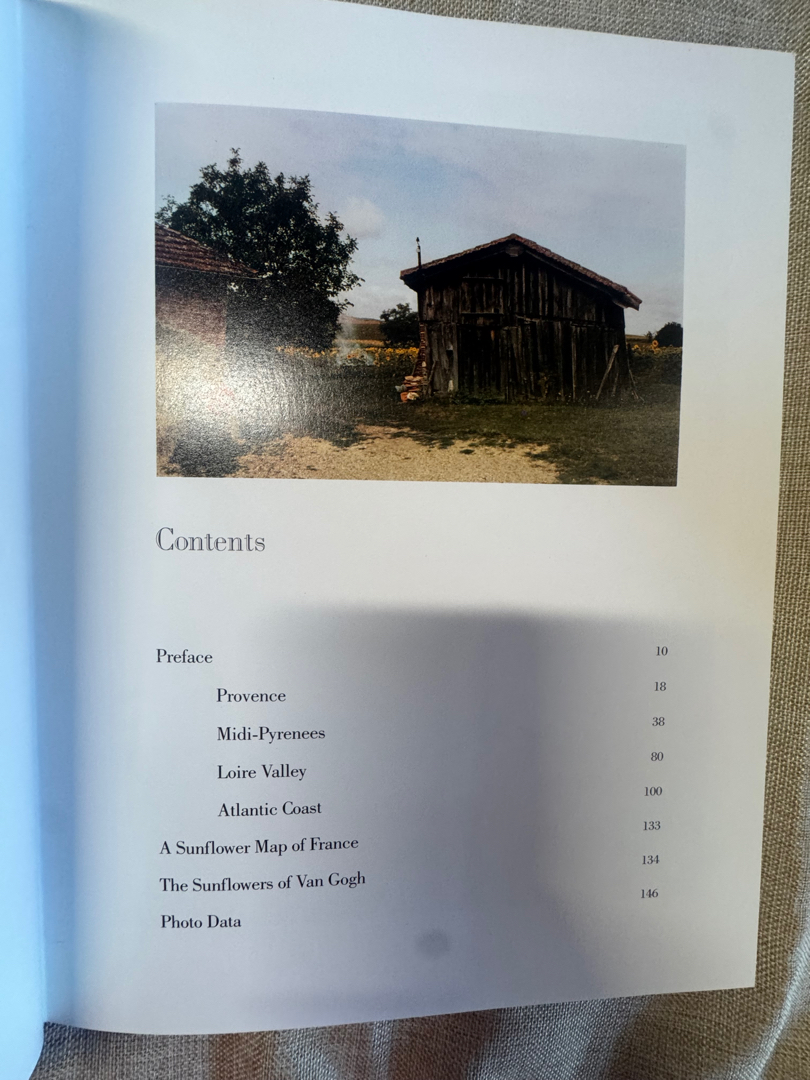 Contents
Preface 10
Provence 18
Midi-Pyrenees 38
Loire Valley 80
Atlantic Coast 100
A Sunflower Map of France 133
The Sunflowers of Van Gogh 134
Photo Data 146